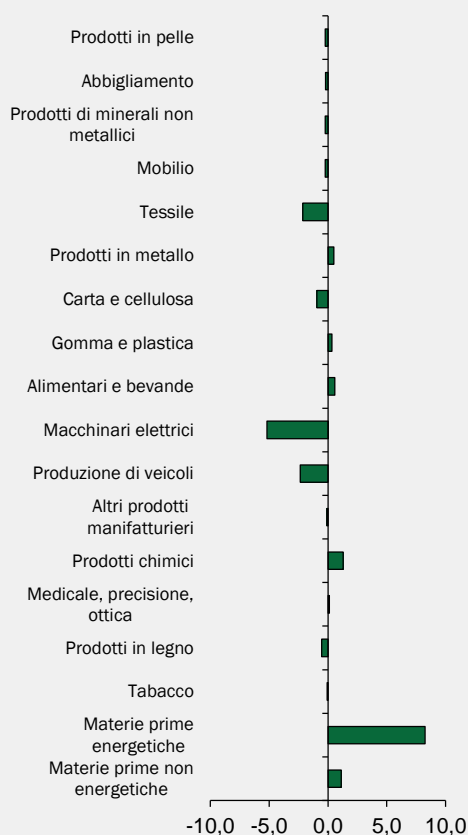 Prodotti in pelle
Abbigliamento
Prodotti di minerali non
metallici
Mobilio
Tessile
Prodotti in metallo
Carta e cellulosa
Gomma e plastica
Alimentari e bevande
Macchinari elettrici
Produzione di veicoli
Altri prodotti
manifatturieri
Prodotti chimici
Medicale, precisione,
ottica
Prodotti in legno
Tabacco
Materie prime
energetiche
Materie prime non
energetiche
-10,0 -5,0 0,0 5,0 10,0